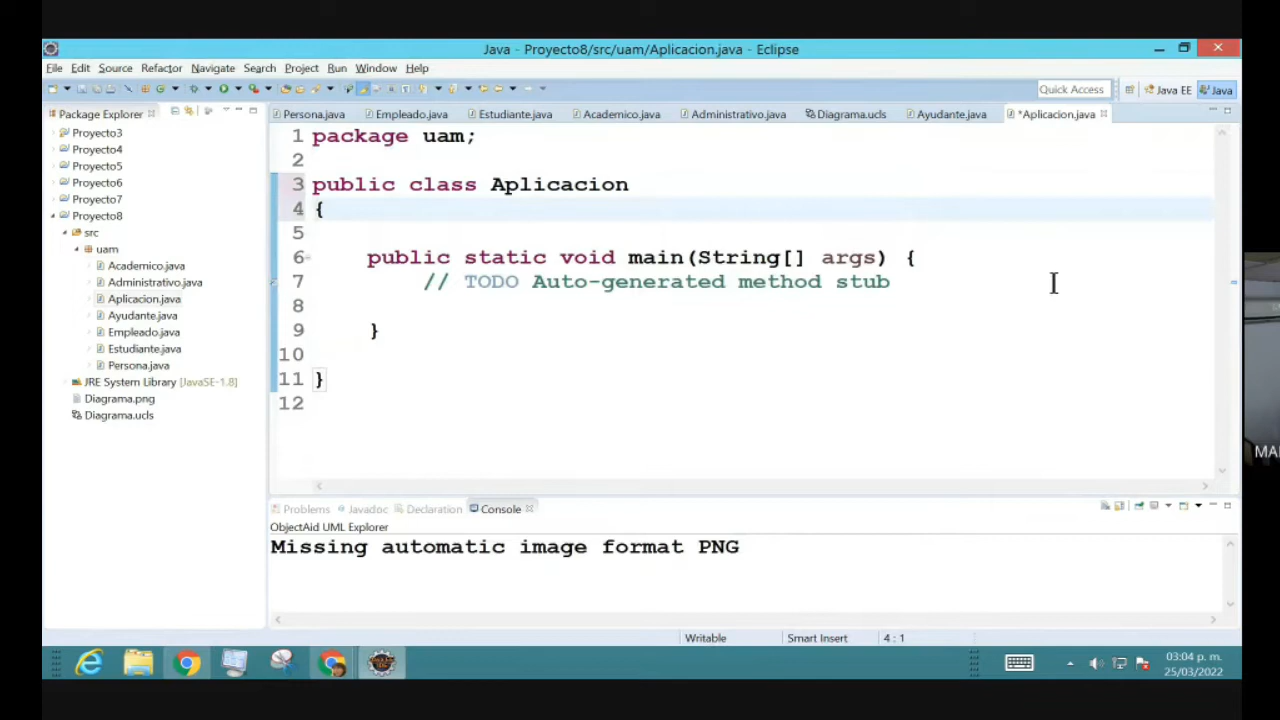 Java - Proyecto8/src/uam/Aplicacion.java - Eclipse
File Edit Source Refactor Navigate Search Project Run Window Help
Quick Access Java EE Java
Package Explorer
Persona.java Empleado.java Estudiante.java Academico.java Administrativo.java Diagrama.ucls Ayudante.java *Aplicacion.java
Proyecto3
Proyecto4
Proyecto5
Proyecto6
Proyecto7
Proyecto8
src
uam
Academico.java
Administrativo.java
Aplicacion.java
Ayudante.java
Empleado.java
Estudiante.java
Persona.java
JRE System Library [JavaSE-1.8]
Diagrama.png
Diagrama.ucls
1 package uam;
2
3 public class Aplicacion
4 {
5
6 public static void main(String[] args) {
7 // TODO Auto-generated method stub
8
9 }
10
11 }
12
Problems Javadoc Declaration Console
ObjectAid UML Explorer
Missing automatic image format PNG
Writable Smart Insert 4 : 1
03:04 p. m.
25/03/2022